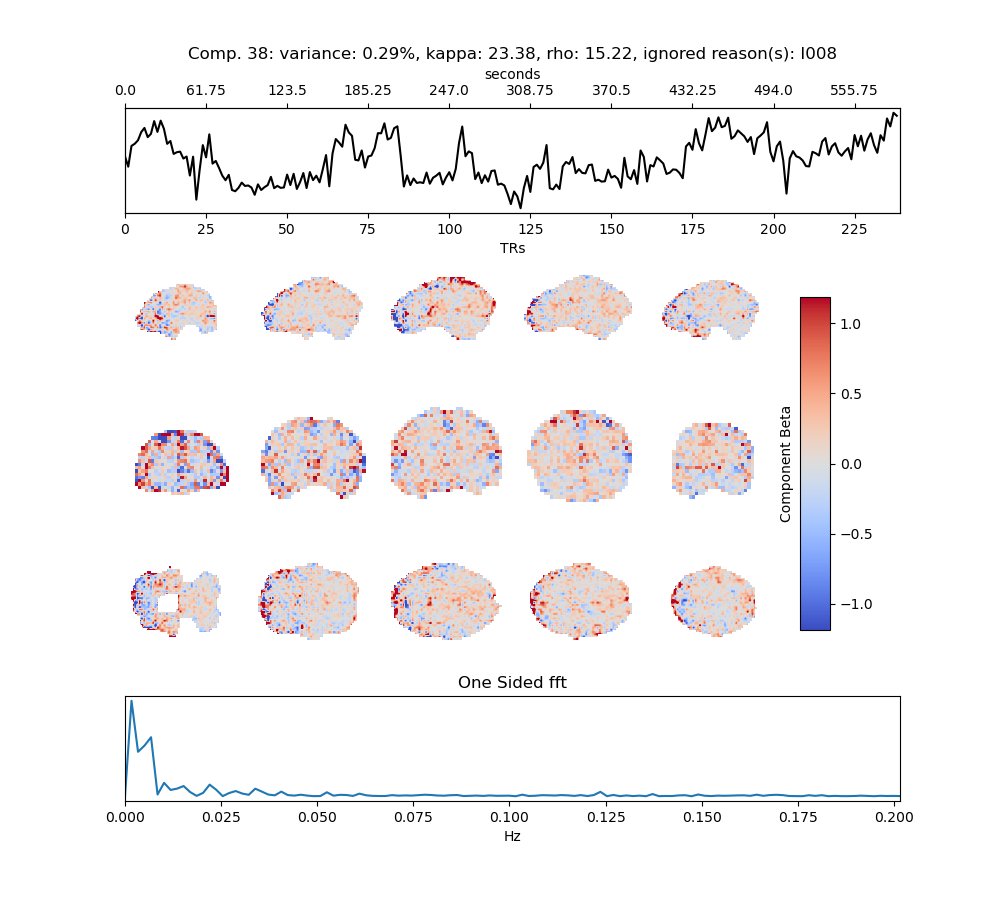 Comp. 38: variance: 0.29%, kappa: 23.38, rho: 15.22, ignored reason(s): I008
seconds
0.0 61.75 123.5 185.25 247.0 308.75 370.5 432.25 494.0 555.75
0 25 50 75 100 125 150 175 200 225
TRs
1.0
0.5
0.0
−0.5
−1.0
Component Beta
One Sided fft
0.000 0.025 0.050 0.075 0.100 0.125 0.150 0.175 0.200
Hz